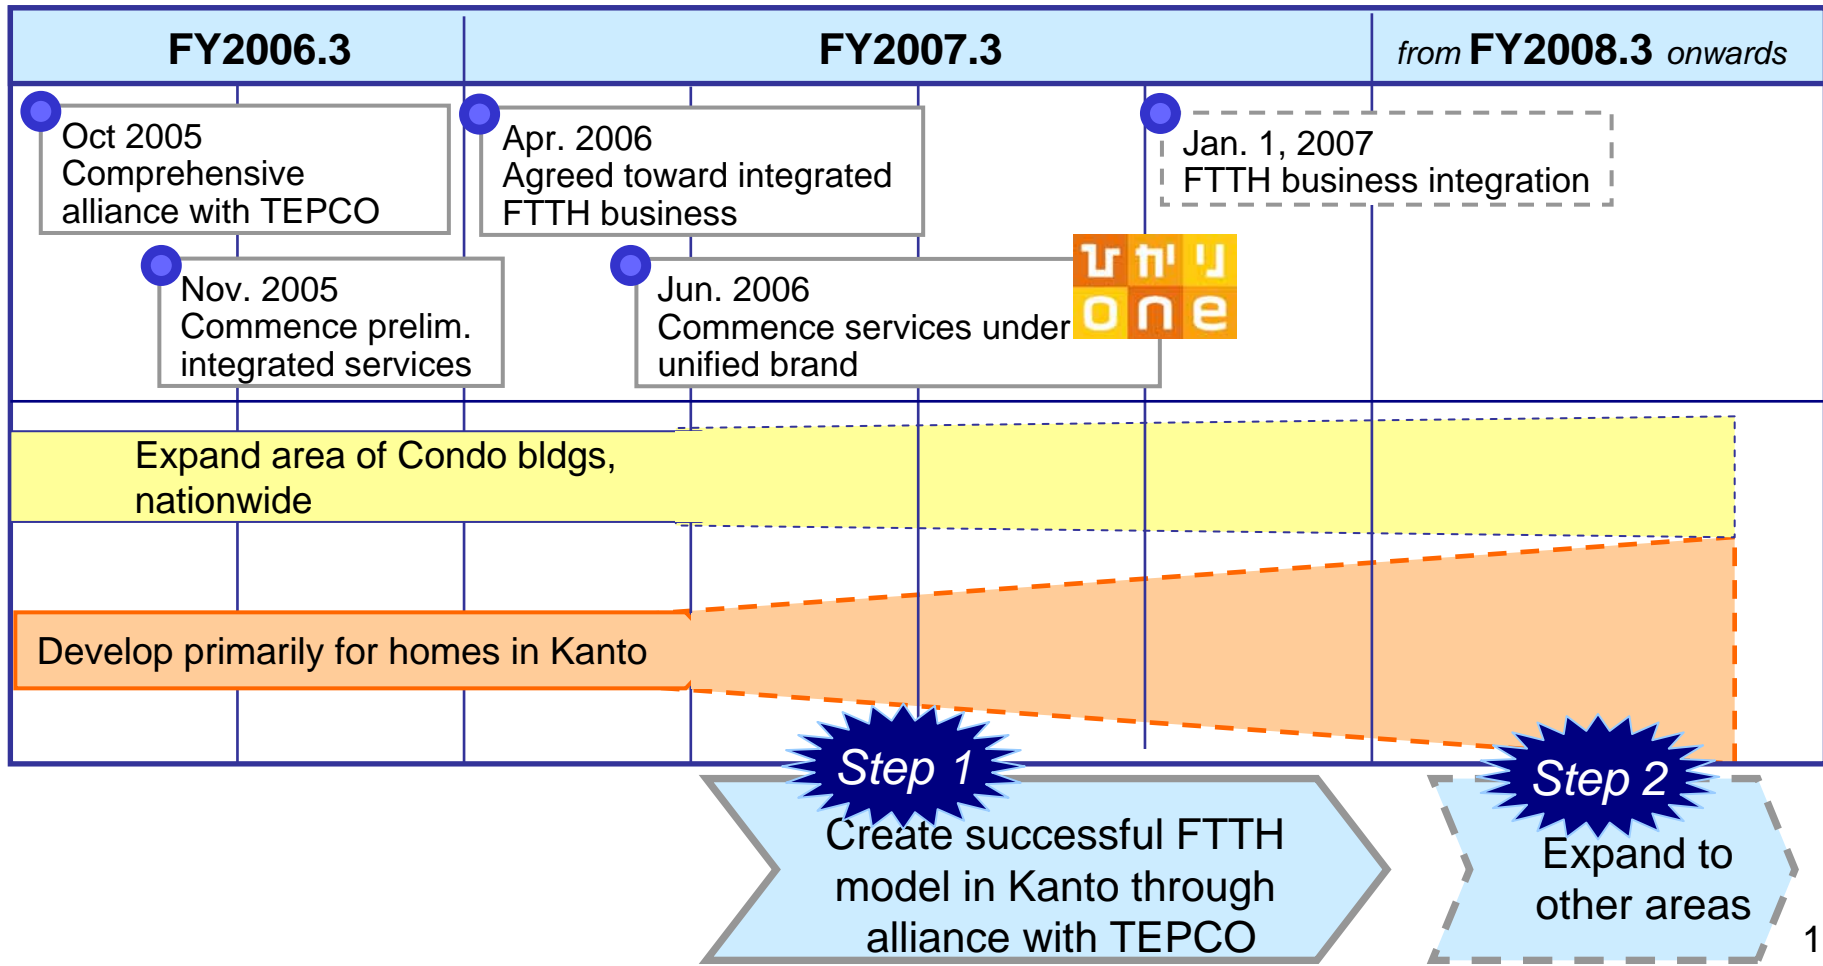 FY2006.3
FY2007.3
from FY2008.3 onwards
Oct 2005
Comprehensive
alliance with TEPCO
Apr. 2006
Agreed toward integrated
FTTH business
Jan. 1, 2007
FTTH business integration
Nov. 2005
Commence prelim.
integrated services
Jun. 2006
Commence services under
unified brand
ひかり
one
Expand area of Condo bldgs,
nationwide
Develop primarily for homes in Kanto
Step 1
Create successful FTTH
model in Kanto through
alliance with TEPCO
Step 2
Expand to
other areas
1